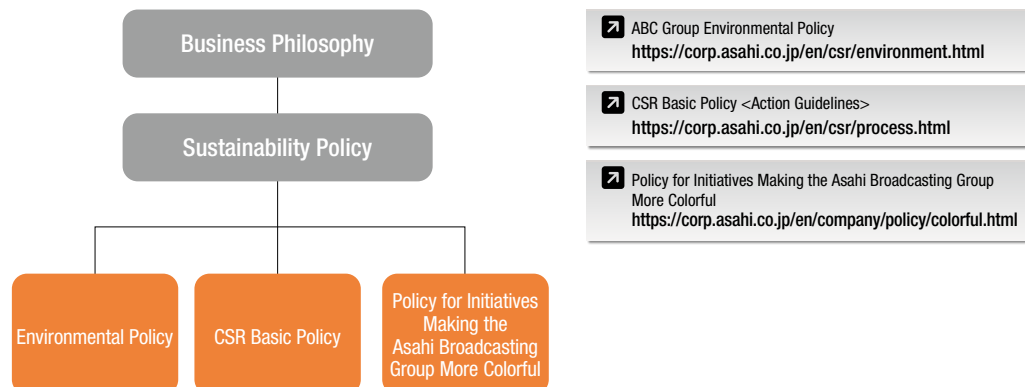 Business Philosophy
Sustainability Policy
Environmental Policy
CSR Basic Policy
Policy for Initiatives
Making the
Asahi Broadcasting
Group More Colorful
ABC Group Environmental Policy
https://corp.asahi.co.jp/en/csr/environment.html
CSR Basic Policy <Action Guidelines>
https://corp.asahi.co.jp/en/csr/process.html
Policy for Initiatives Making the Asahi Broadcasting Group
More Colorful
https://corp.asahi.co.jp/en/company/policy/colorful.html